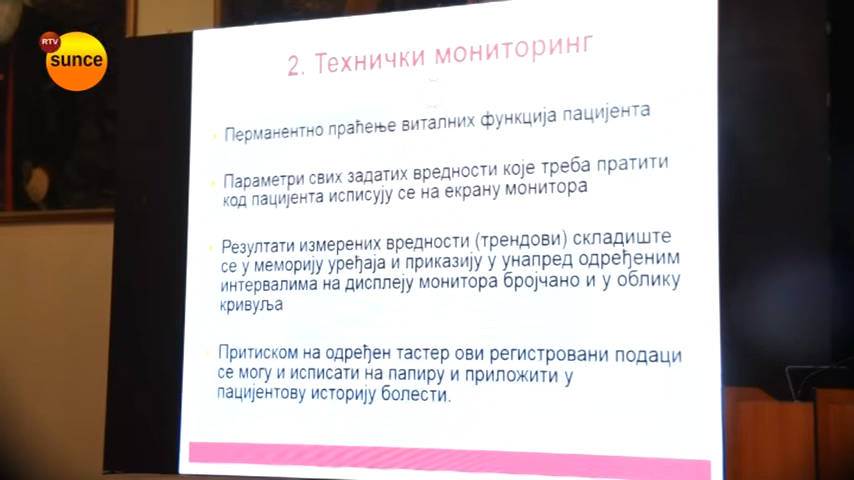 RTV
sunce
2. Технички мониторинг
Перманентно праћење виталних функција пацијента
Параметри свих задатих вредности које треба пратити
код пацијента исписују се на екрану монитора
Резултати измерених вредности (трендови) складиште
се у меморију уређаја и приказију у унапред одређеним
интервалима на дисплеју монитора бројчано и у облику
кривуља
Притиском на одређен тастер ови регистровани подаци
се могу и исписати на папиру и приложити у
пацијентову историју болести.